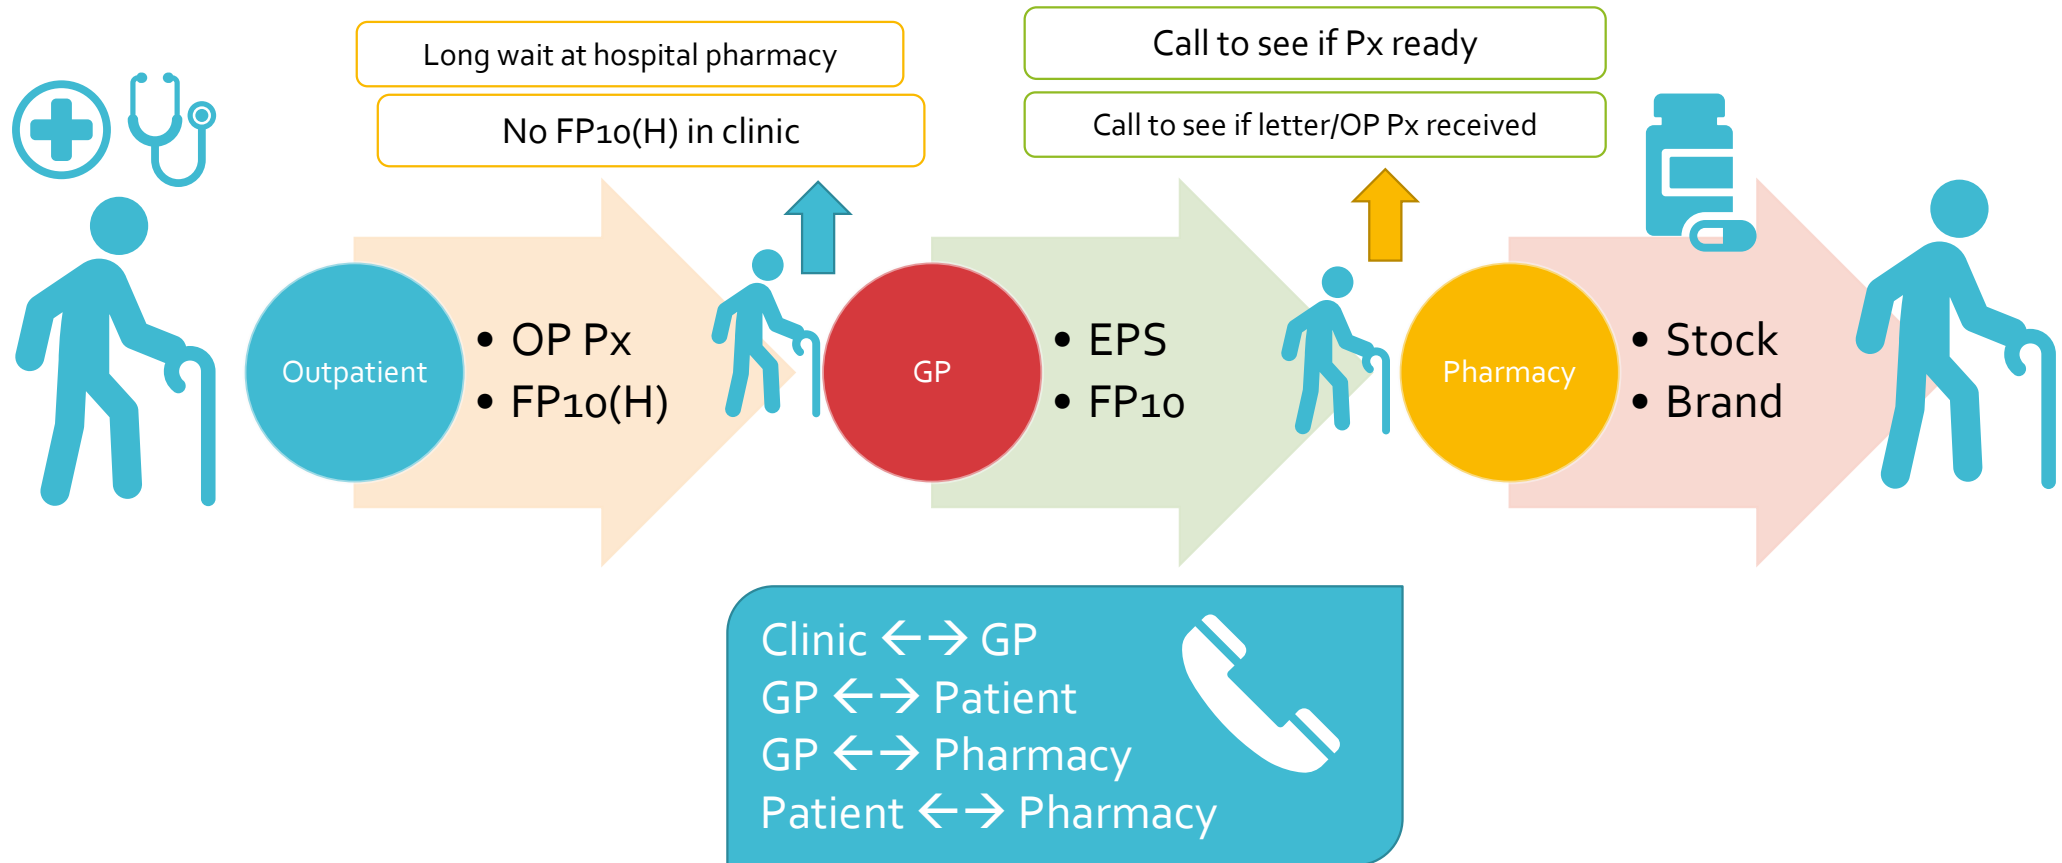 Long wait at hospital pharmacy
No FP10(H) in clinic
Call to see if Px ready
Call to see if letter/OP Px received
Outpatient
• OP Px
• FP10(H)
GP
• EPS
• FP10
Pharmacy
• Stock
• Brand
Clinic ←→ GP
GP ←→ Patient
GP ←→ Pharmacy
Patient ←→ Pharmacy